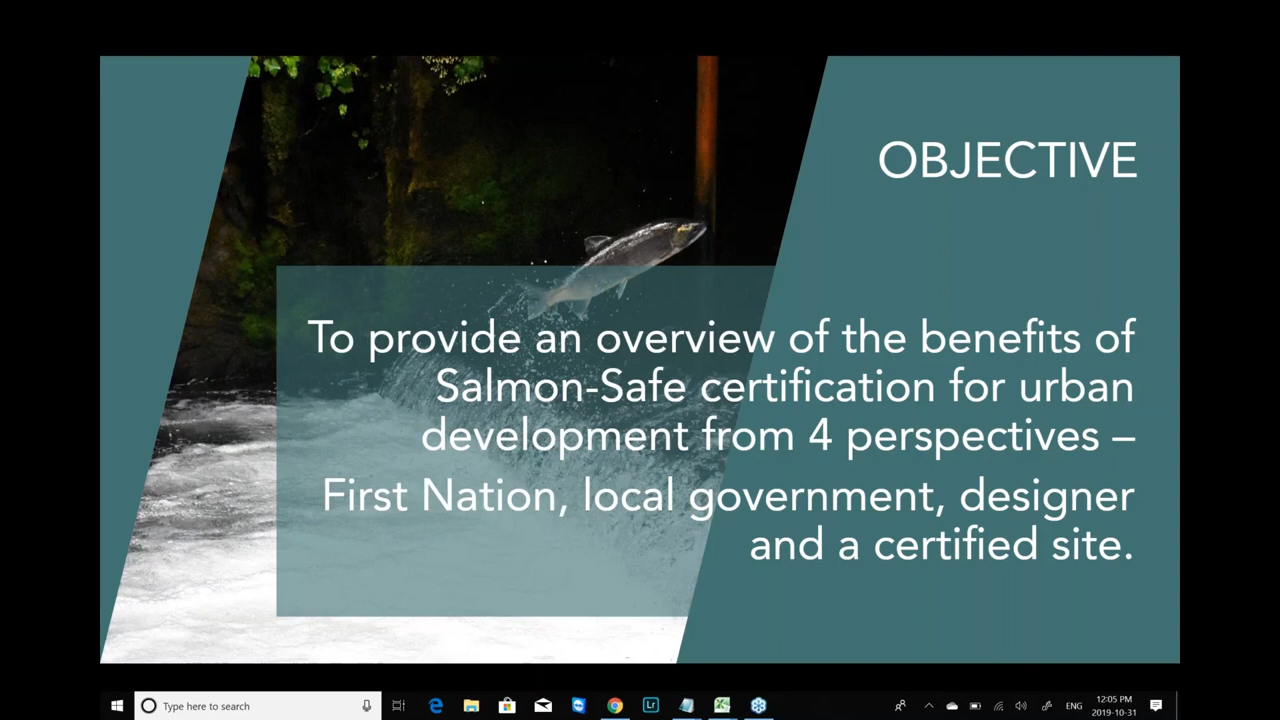 OBJECTIVE
To provide an overview of the benefits of
Salmon-Safe certification for urban
development from 4 perspectives –
First Nation, local government, designer
and a certified site.
Type here to search
Lr
ENG
12:05 PM
2019-10-31